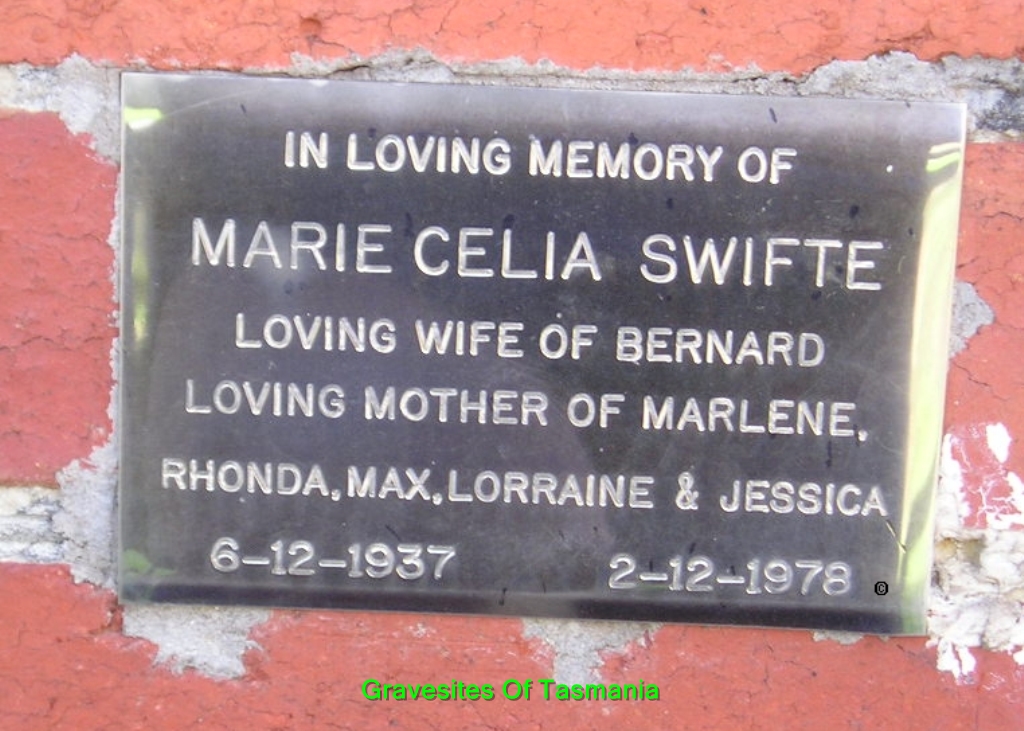 IN LOVING MEMORY OF
MARIE CELIA SWIFTE
LOVING WIFE OF BERNARD
LOVING MOTHER OF MARLENE.
RHONDA, MAX, LORRAINE & JESSICA
6-12-1937 2-12-1978 ©
Gravesites Of Tasmania